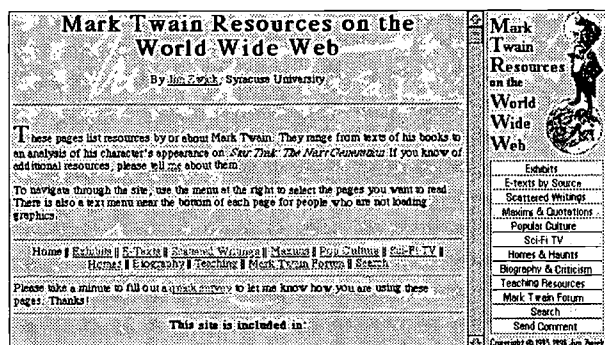 Mark Twain Resources on the
World Wide Web
By Jim Zwick, Syracuse University
These pages list resources by or about Mark Twain. They range from texts of his books to
an analysis of his character's appearance on Star Trek: The Next Generation. If you know of
additional resources, please tell me about them.
To navigate through the site, use the menu at the right to select the pages you want to read.
There is also a text menu near the bottom of each page for people who are not loading
graphics.
Home || Exhibits || E-Texts || Scattered Writings || Maxims || Pop Culture || Sci-Fi TV ||
Homes || Biography || Teaching || Mark Twain Forum || Search
Please take a minute to fill out a quick survey to let me know how you are using these
pages. Thanks!
This site is included in:
Mark
Twain
Resources
on the
World
Wide
Web
Exhibits
E-texts by Source
Scattered Writings
Maxims & Quotations
Popular Culture
Sci-Fi TV
Homes & Haunts
Biography & Criticism
Teaching Resources
Mark Twain Forum
Search
Send Comment
Copyright © 1995, 1998 Jim Zwick